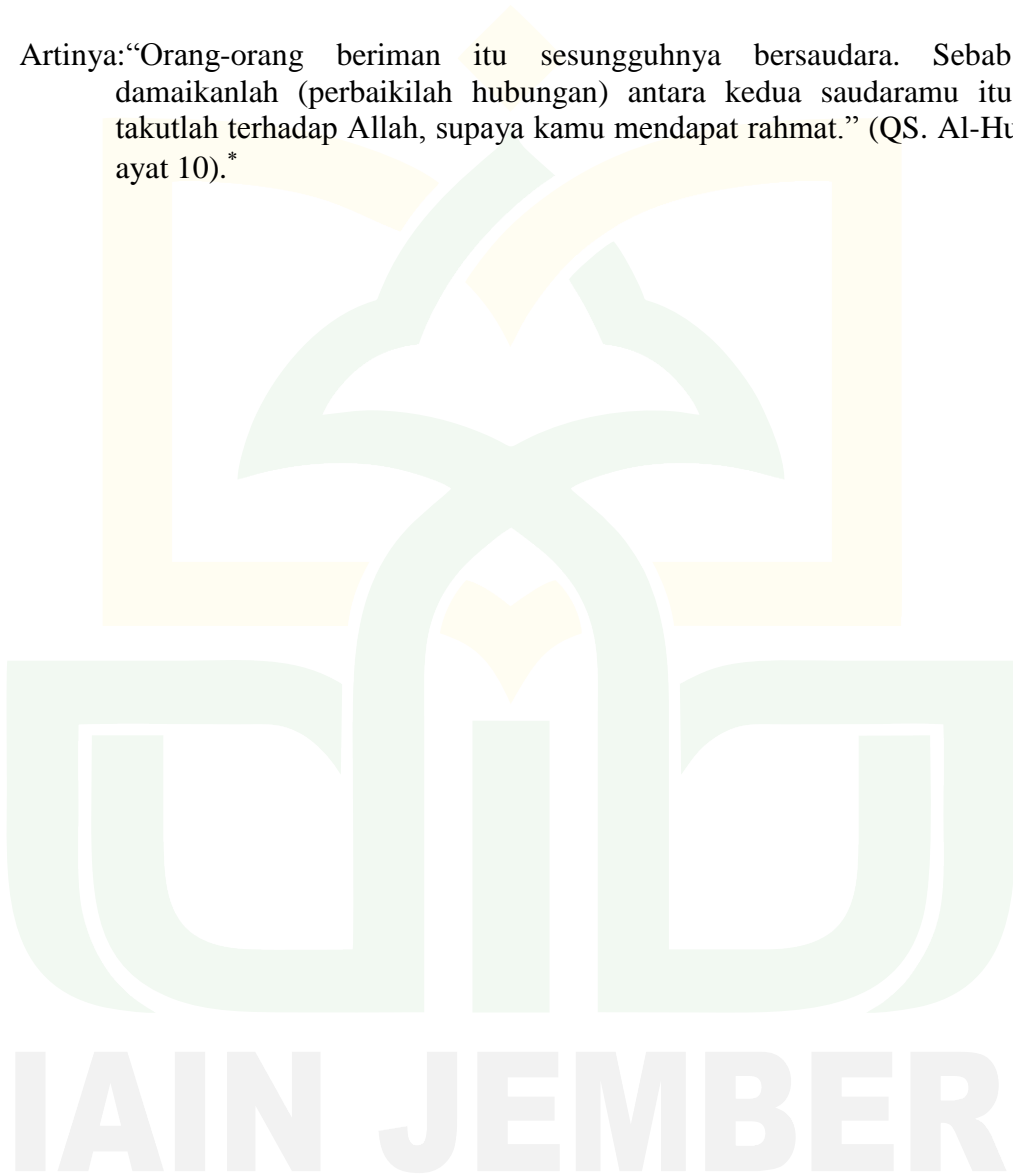 Artinya:“Orang-orang beriman itu sesungguhnya bersaudara. Sebab
damaikanlah (perbaikilah hubungan) antara kedua saudaramu itu
takutlah terhadap Allah, supaya kamu mendapat rahmat.” (QS. Al-Hu
ayat 10).*
IAIN JEMBER